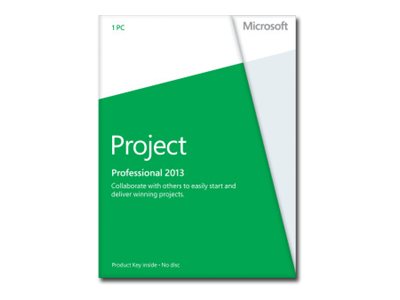 1 PC
Microsoft
Project
Professional 2013
Collaborate with others to easily start and
deliver winning projects.
Product Key inside • No disc